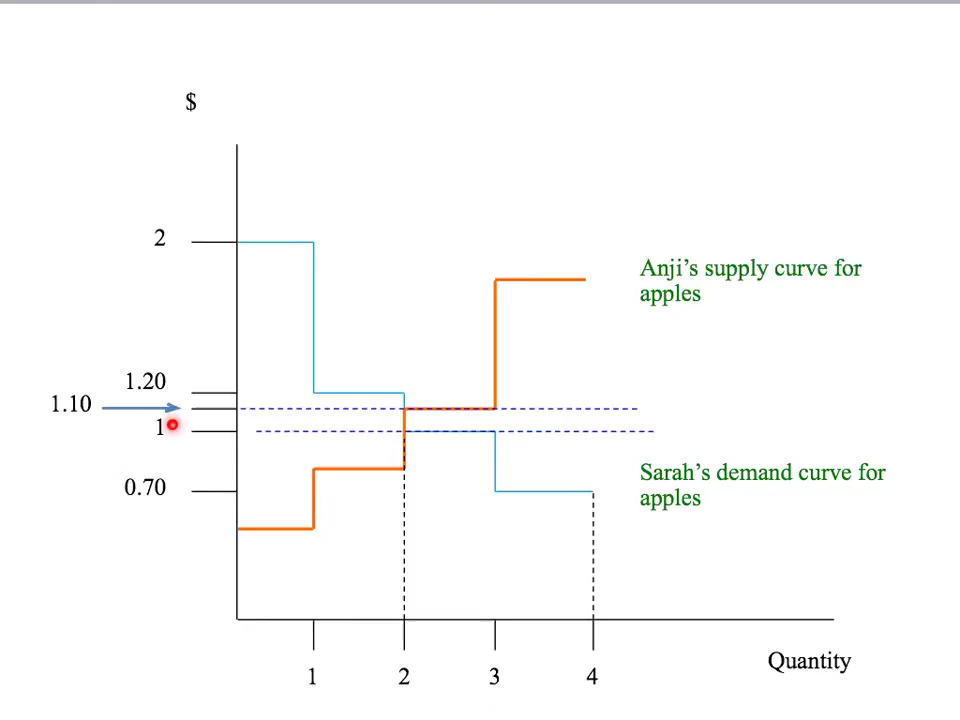 $
2
Anji’s supply curve for
apples
1.20
1.10
1
Sarah’s demand curve for
apples
0.70
Quantity
1
2
3
4